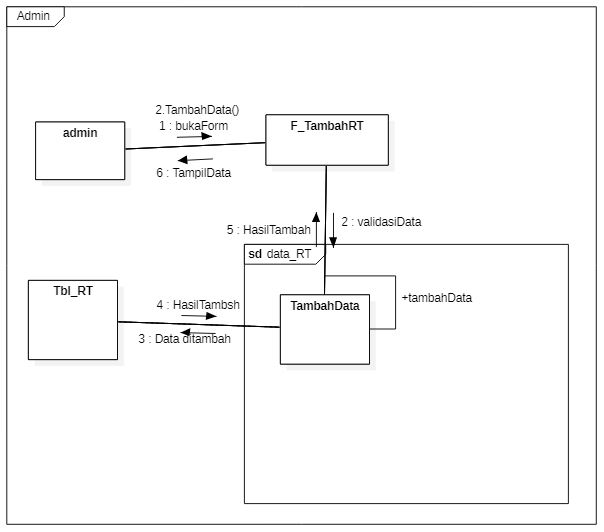 Admin
2.TambahData()
1 : bukaForm
admin
F_TambahRT
6 : TampilData
5 : HasilTambah
2 : validasiData
sd data_RT
Tbl_RT
4 : HasilTambsh
TambahData
+tambahData
3 : Data ditambah